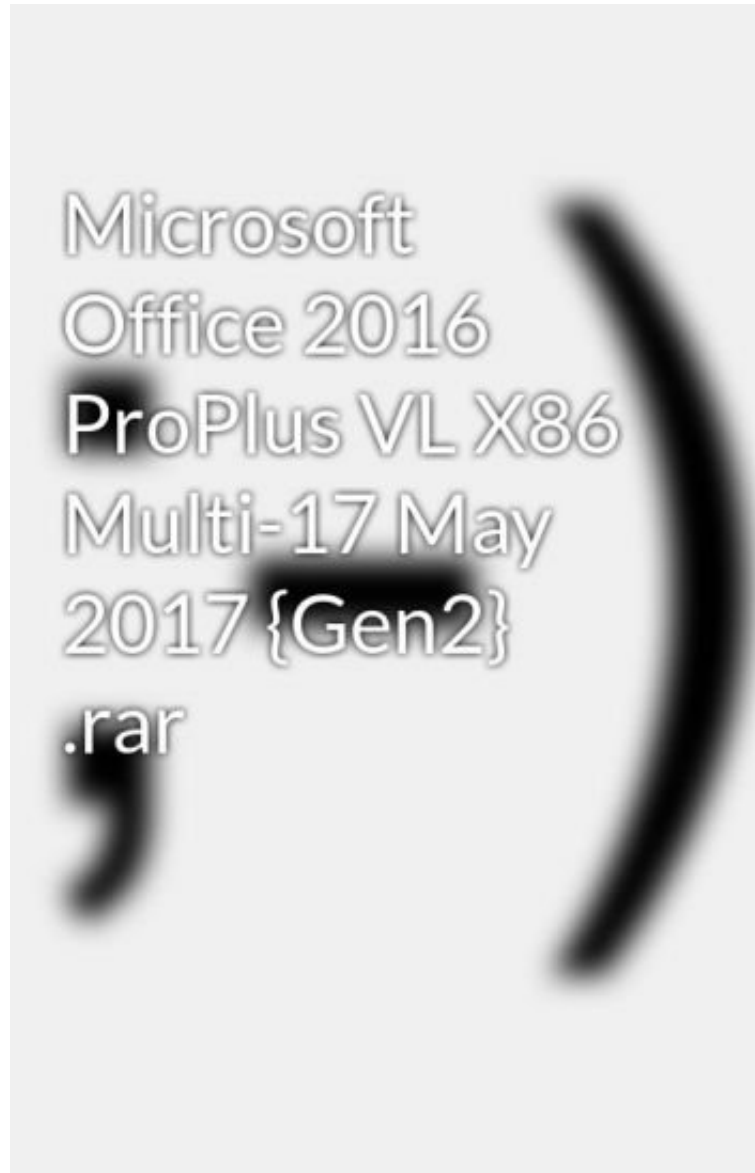 Microsoft
Office 2016
ProPlus VL X86
Multi-17 May
2017 {Gen2}
.rar
;-)